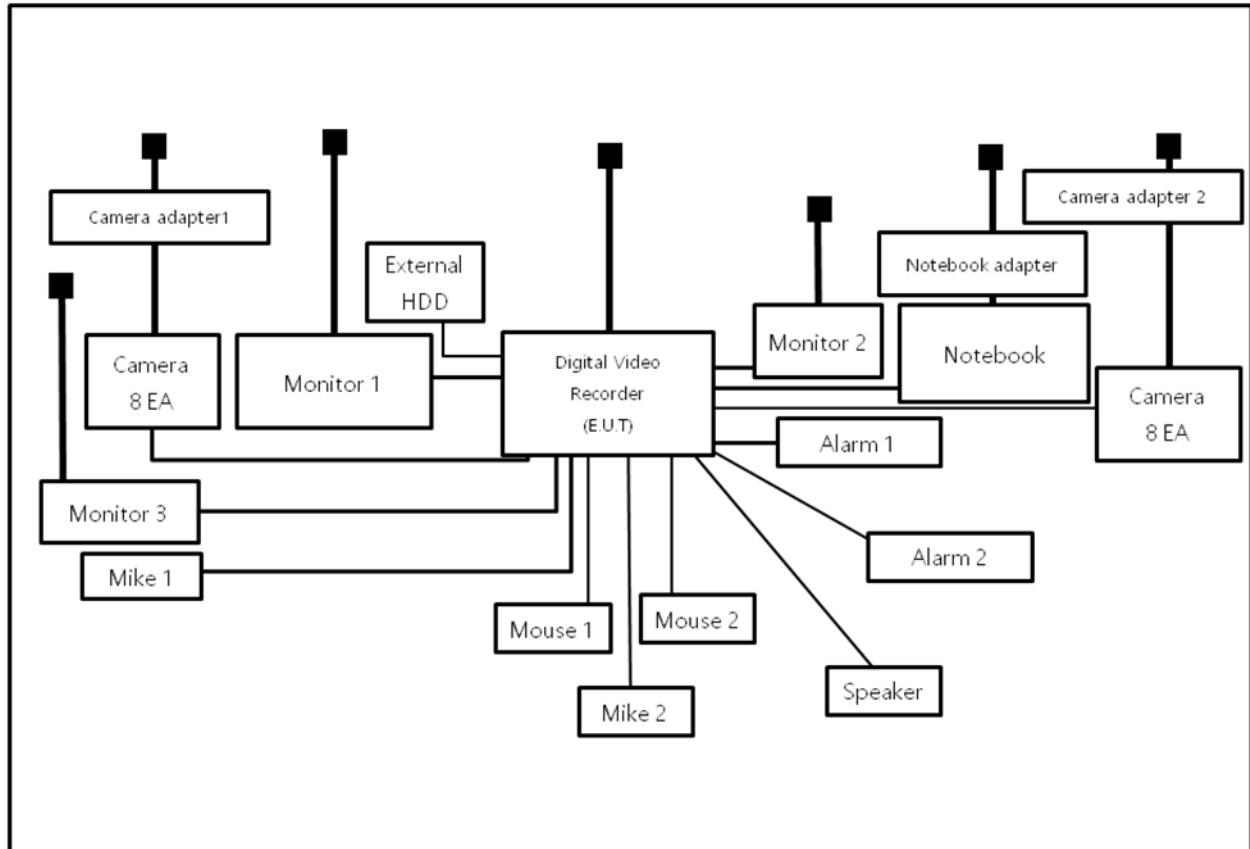 Camera adapter1
Camera adapter 2
External
HDD
Notebook adapter
Camera
8 EA
Monitor 1
Digital Video
Recorder
(E.U.T)
Monitor 2
Notebook
Camera
8 EA
Alarm 1
Monitor 3
Mike 1
Alarm 2
Mouse 1
Mouse 2
Speaker
Mike 2